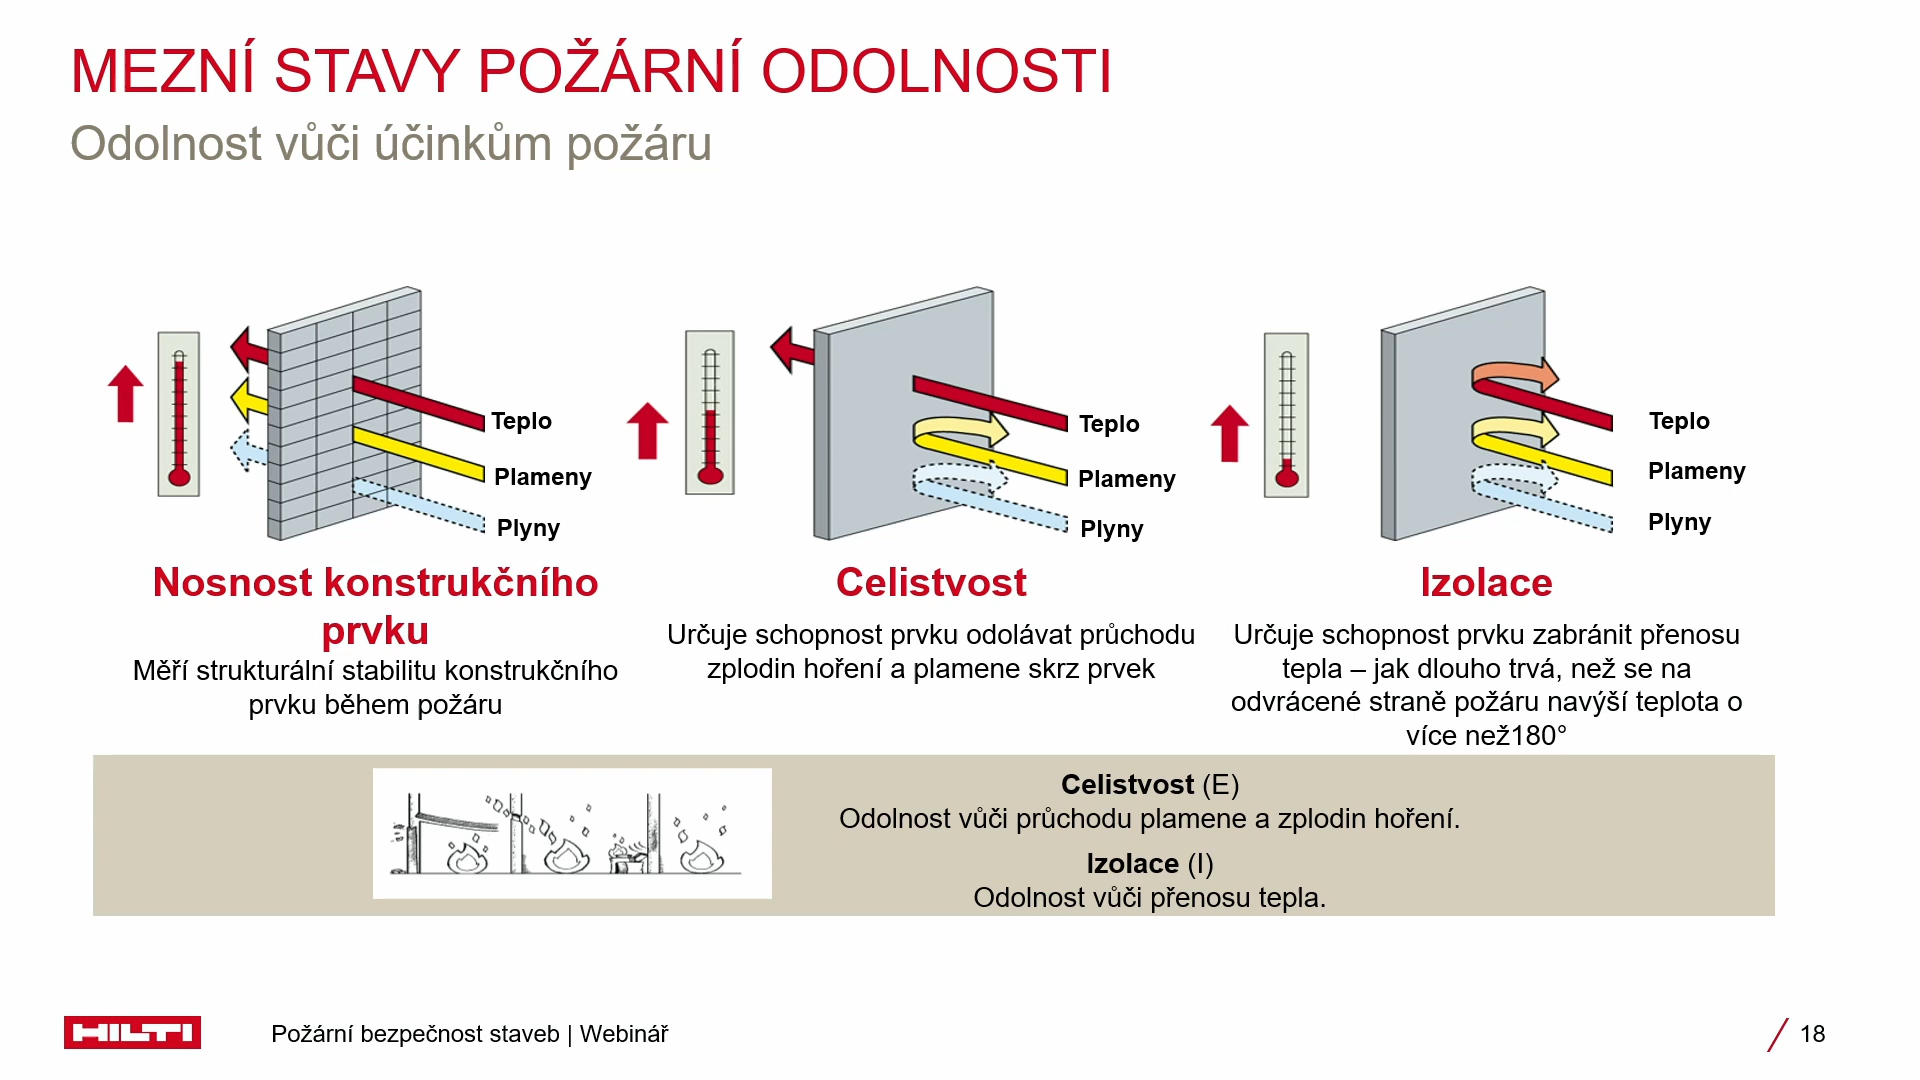 MEZNÍ STAVY POŽÁRNÍ ODOLNOSTI
Odolnost vůči účinkům požáru
Teplo
Plameny
Plyny
Nosnost konstrukčního
prvku
Měří strukturální stabilitu konstrukčního
prvku během požáru
Teplo
Plameny
Plyny
Celistvost
Určuje schopnost prvku odolávat průchodu
zplodin hoření a plamene skrz prvek
Teplo
Plameny
Plyny
Izolace
Určuje schopnost prvku zabránit přenosu
tepla – jak dlouho trvá, než se na
odvrácené straně požáru navýší teplota o
více než180°
Celistvost (E)
Odolnost vůči průchodu plamene a zplodin hoření.
Izolace (I)
Odolnost vůči přenosu tepla.
HILTI
Požární bezpečnost staveb | Webinář
18